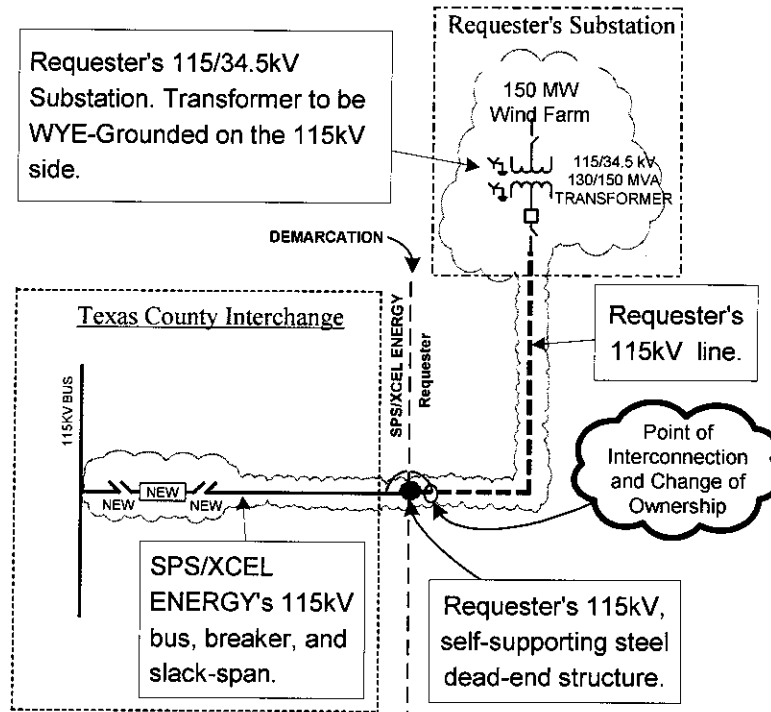 Requester's Substation
Requester's 115/34.5kV
Substation. Transformer to be
WYE-Grounded on the 115kV
side.
150 MW
Wind Farm
Y
Y
115/34.5 kV
130/150 MVA
TRANSFORMER
DEMARCATION
SPS/XCEL ENERGY
Requester
Texas County Interchange
115KV BUS
Requester's
115kV line.
Point of
Interconnection
and Change of
Ownership
NEW
NEW
NEW
SPS/XCEL
ENERGY's 115kV
bus, breaker, and
slack-span.
Requester's 115kV,
self-supporting steel
dead-end structure.